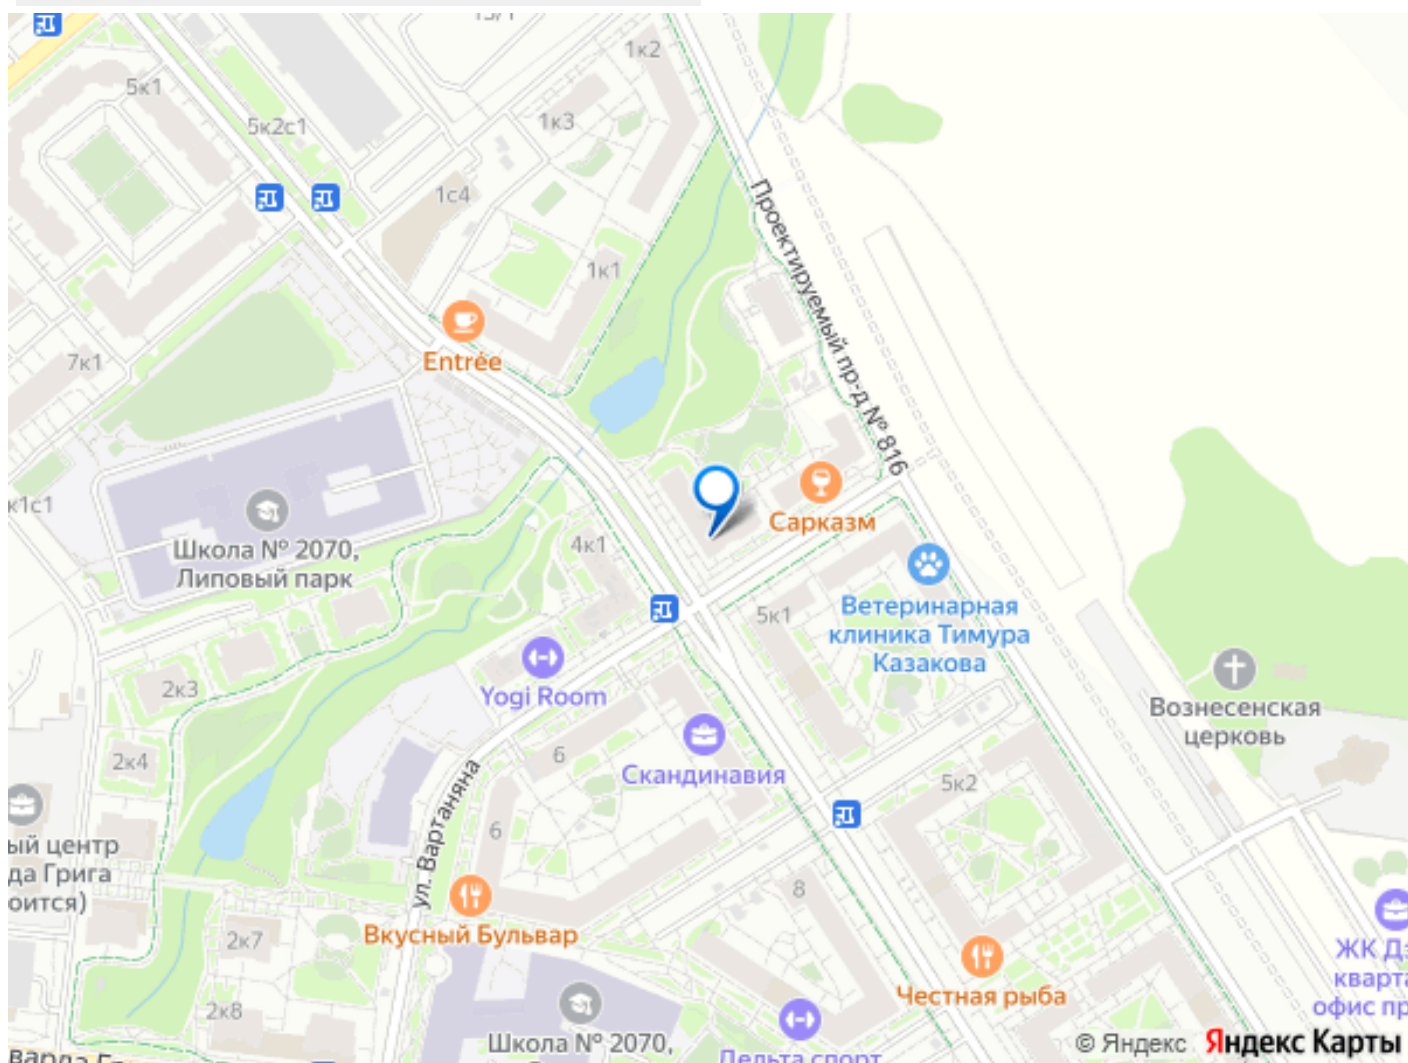 1к2
5к1
1к3
5к2с1
1с4
Проектируемый пр-д № 816
1к1
Entrée
7к1
к1с1
Сарказм
Школа № 2070,
Липовый парк
4к1
Ветеринарная
клиника Тимура
Казакова
5к1
Yogi Room
2к3
Вознесенская
церковь
6
Скандинавия
2к4
5к2
ул. Вартаняна
6
ый центр
да Грига
оится)
8
Вкусный Бульвар
2к7
ЖК Д
кварта
офис пр
Честная рыба
2к8
Школа № 2070,
Дельта спорт
© Яндекс Яндекс Карты